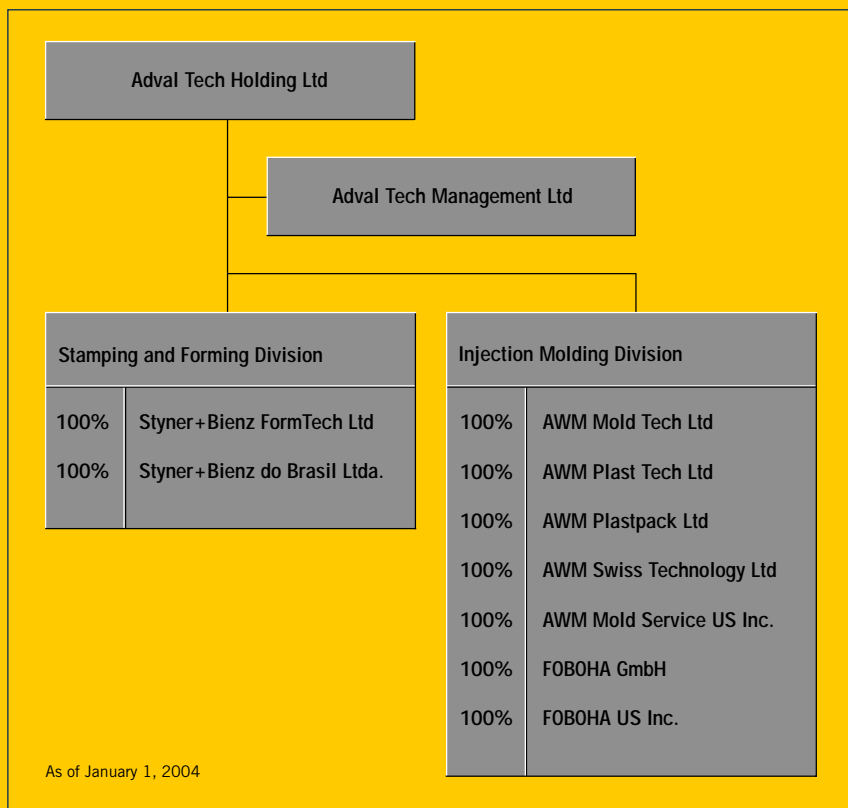 Adval Tech Holding Ltd
Adval Tech Management Ltd
Stamping and Forming Division
100% Styner+Bienz FormTech Ltd
100% Styner+Bienz do Brasil Ltda.
Injection Molding Division
100% AWM Mold Tech Ltd
100% AWM Plast Tech Ltd
100% AWM Plastpack Ltd
100% AWM Swiss Technology Ltd
100% AWM Mold Service US Inc.
100% FOBOHA GmbH
100% FOBOHA US Inc.
As of January 1, 2004